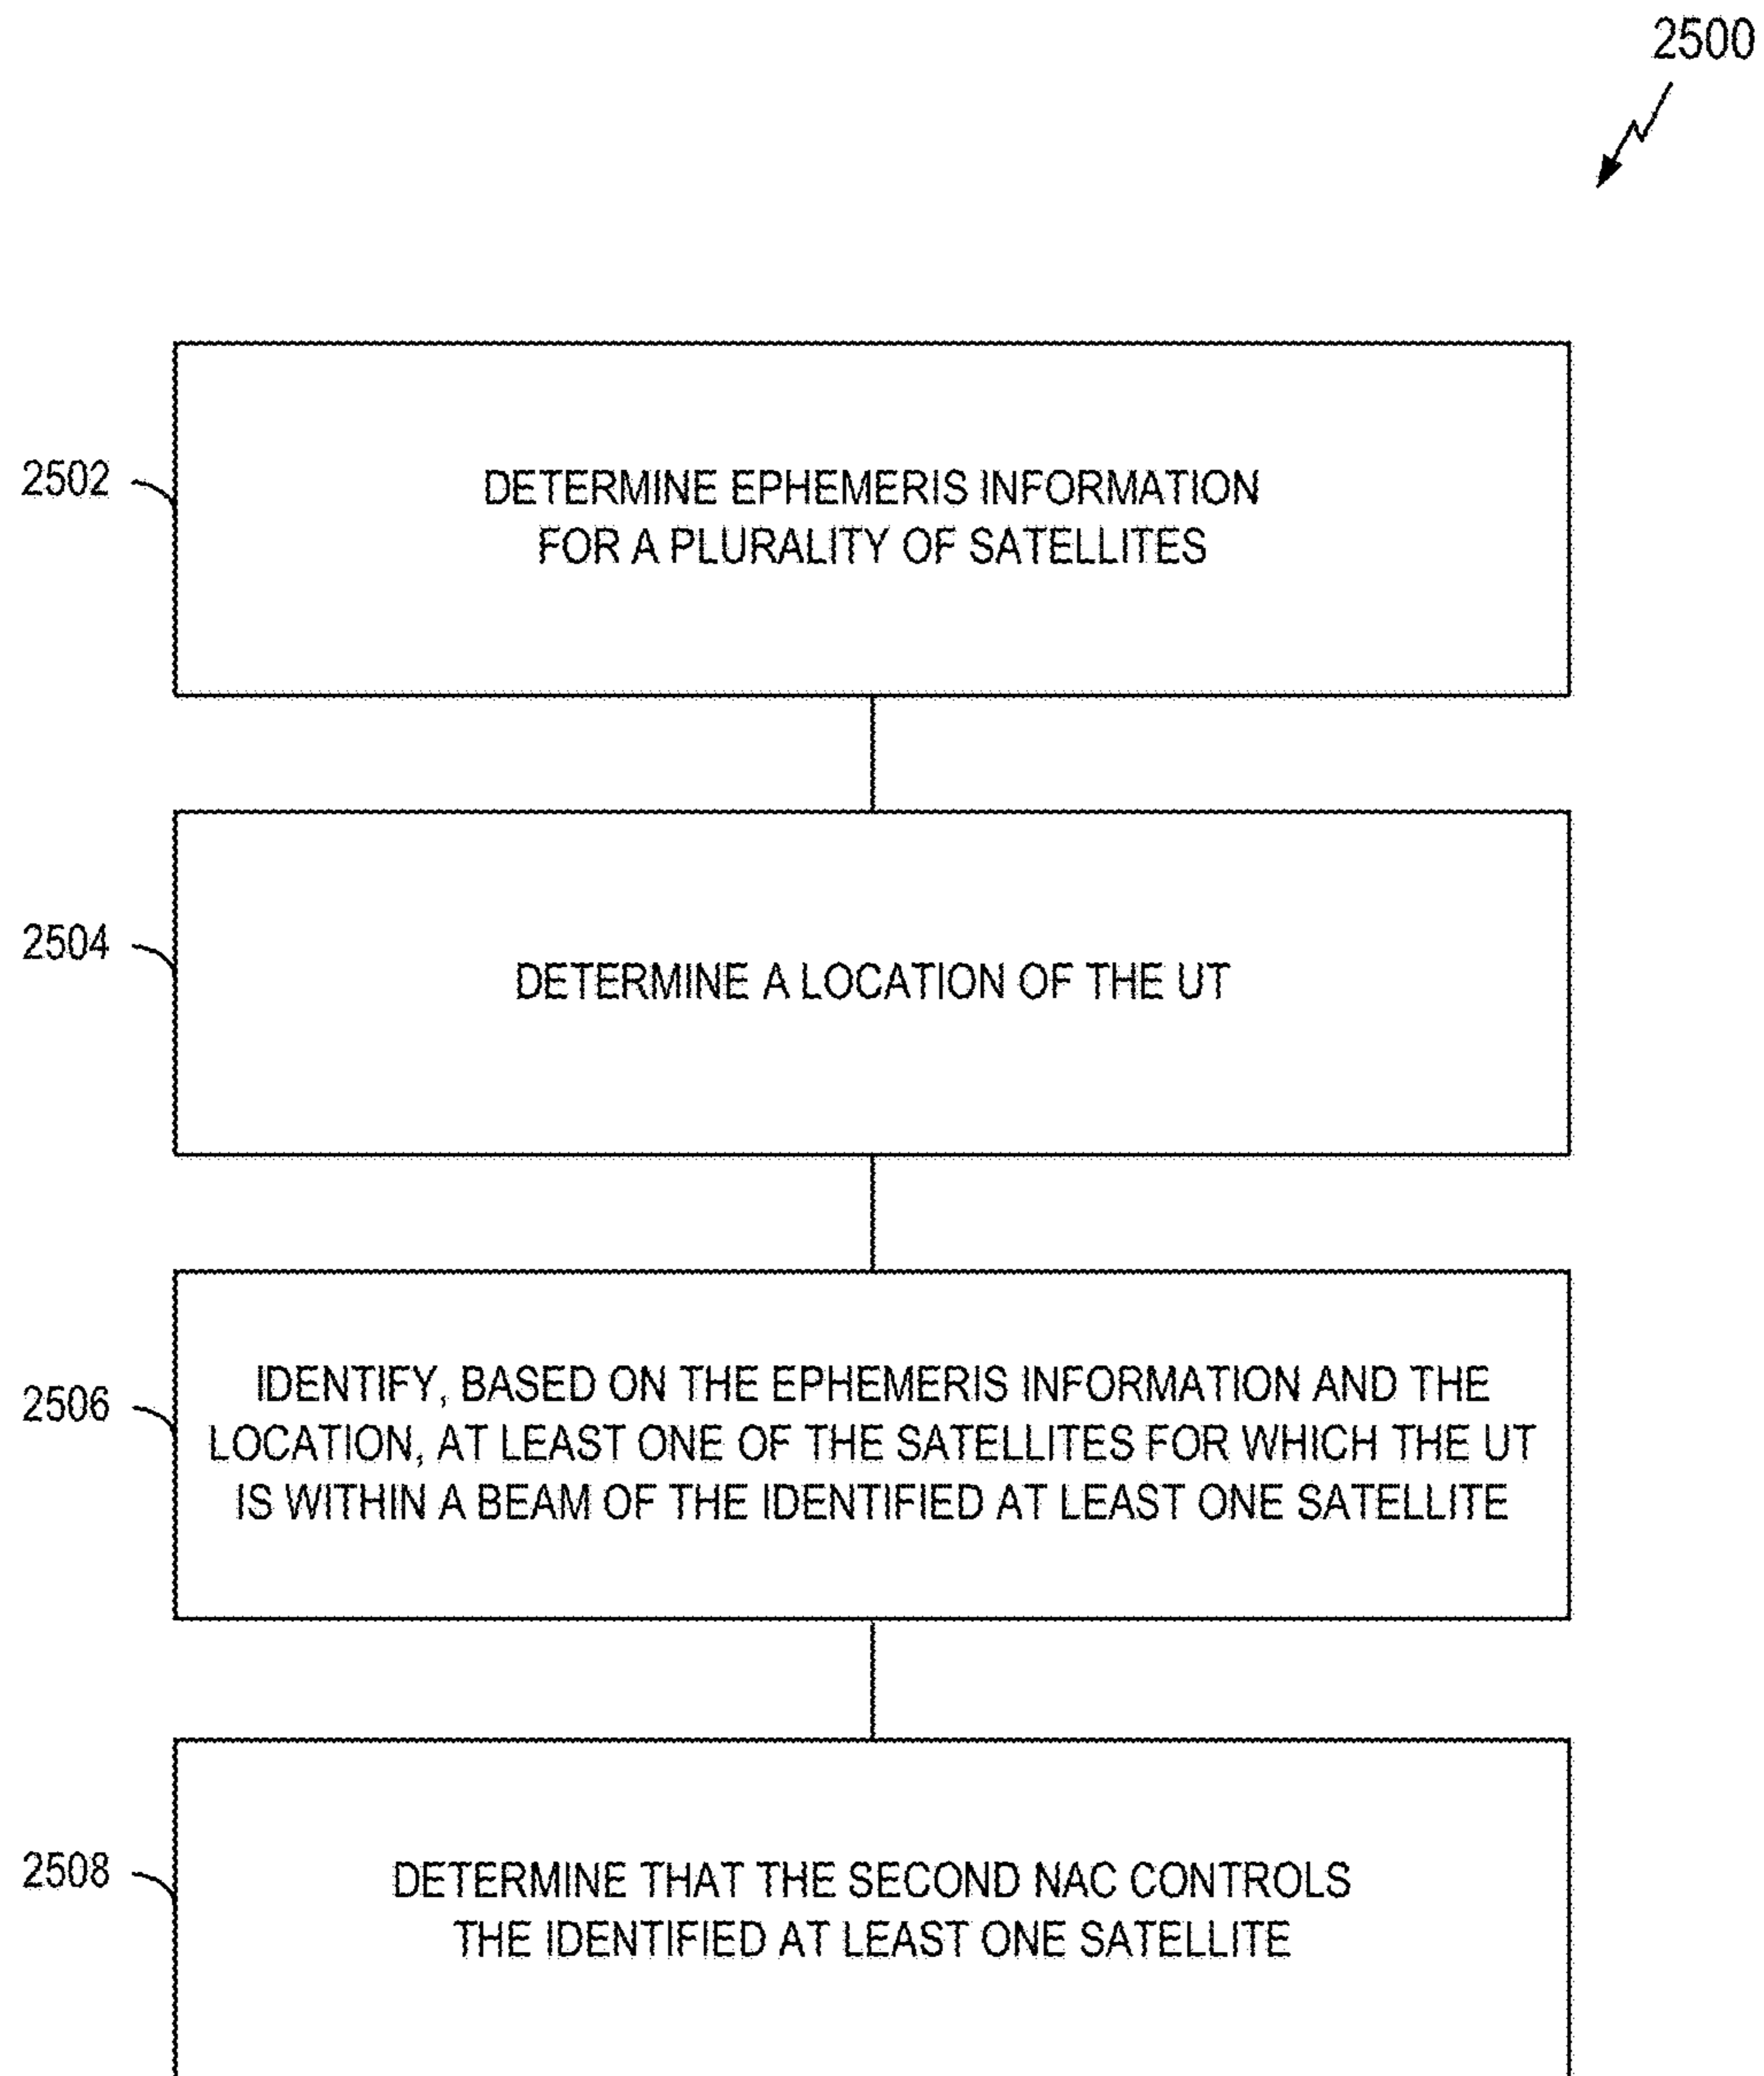 2500
2502
DETERMINE EPHEMERIS INFORMATION
FOR A PLURALITY OF SATELLITES
2504
DETERMINE A LOCATION OF THE UT
2506
IDENTIFY, BASED ON THE EPHEMERIS INFORMATION AND THE
LOCATION, AT LEAST ONE OF THE SATELLITES FOR WHICH THE UT
IS WITHIN A BEAM OF THE IDENTIFIED AT LEAST ONE SATELLITE
2508
DETERMINE THAT THE SECOND NAC CONTROLS
THE IDENTIFIED AT LEAST ONE SATELLITE